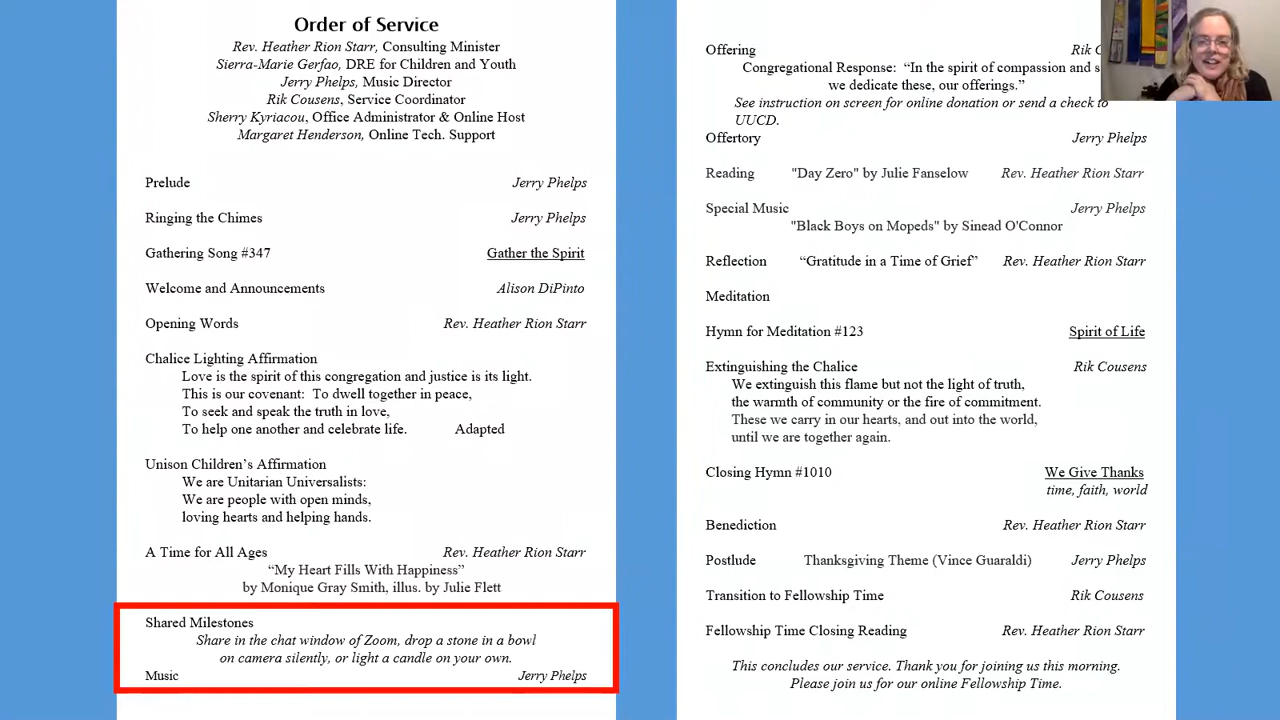 Order of Service
Rev. Heather Rion Starr, Consulting Minister
Sierra-Marie Gerfao, DRE for Children and Youth
Jerry Phelps, Music Director
Rik Cousens, Service Coordinator
Sherry Kyriacou, Office Administrator & Online Host
Margaret Henderson, Online Tech. Support
Prelude Jerry Phelps
Ringing the Chimes Jerry Phelps
Gathering Song #347 Gather the Spirit
Welcome and Announcements Alison DiPinto
Opening Words Rev. Heather Rion Starr
Chalice Lighting Affirmation
Love is the spirit of this congregation and justice is its light.
This is our covenant: To dwell together in peace,
To seek and speak the truth in love,
To help one another and celebrate life. Adapted
Unison Children’s Affirmation
We are Unitarian Universalists:
We are people with open minds,
loving hearts and helping hands.
A Time for All Ages Rev. Heather Rion Starr
“My Heart Fills With Happiness”
by Monique Gray Smith, illus. by Julie Flett
Shared Milestones
Share in the chat window of Zoom, drop a stone in a bowl
on camera silently, or light a candle on your own.
Music Jerry Phelps
Offering Rik
Congregational Response: “In the spirit of compassion and
we dedicate these, our offerings.”
See instruction on screen for online donation or send a check to
UUCD.
Offertory Jerry Phelps
Reading "Day Zero" by Julie Fanselow Rev. Heather Rion Starr
Special Music Jerry Phelps
"Black Boys on Mopeds" by Sinead O'Connor
Reflection “Gratitude in a Time of Grief” Rev. Heather Rion Starr
Meditation
Hymn for Meditation #123 Spirit of Life
Extinguishing the Chalice Rik Cousens
We extinguish this flame but not the light of truth,
the warmth of community or the fire of commitment.
These we carry in our hearts, and out into the world,
until we are together again.
Closing Hymn #1010 We Give Thanks
time, faith, world
Benediction Rev. Heather Rion Starr
Postlude Thanksgiving Theme (Vince Guaraldi) Jerry Phelps
Transition to Fellowship Time Rik Cousens
Fellowship Time Closing Reading Rev. Heather Rion Starr
This concludes our service. Thank you for joining us this morning.
Please join us for our online Fellowship Time.